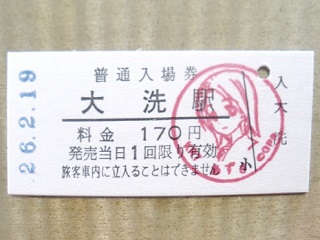 26.2.19
普通入場券
大洗駅
料金 170円
発売当日1回限り有効
旅客車内に立入ることはできません
小
入
大
洗